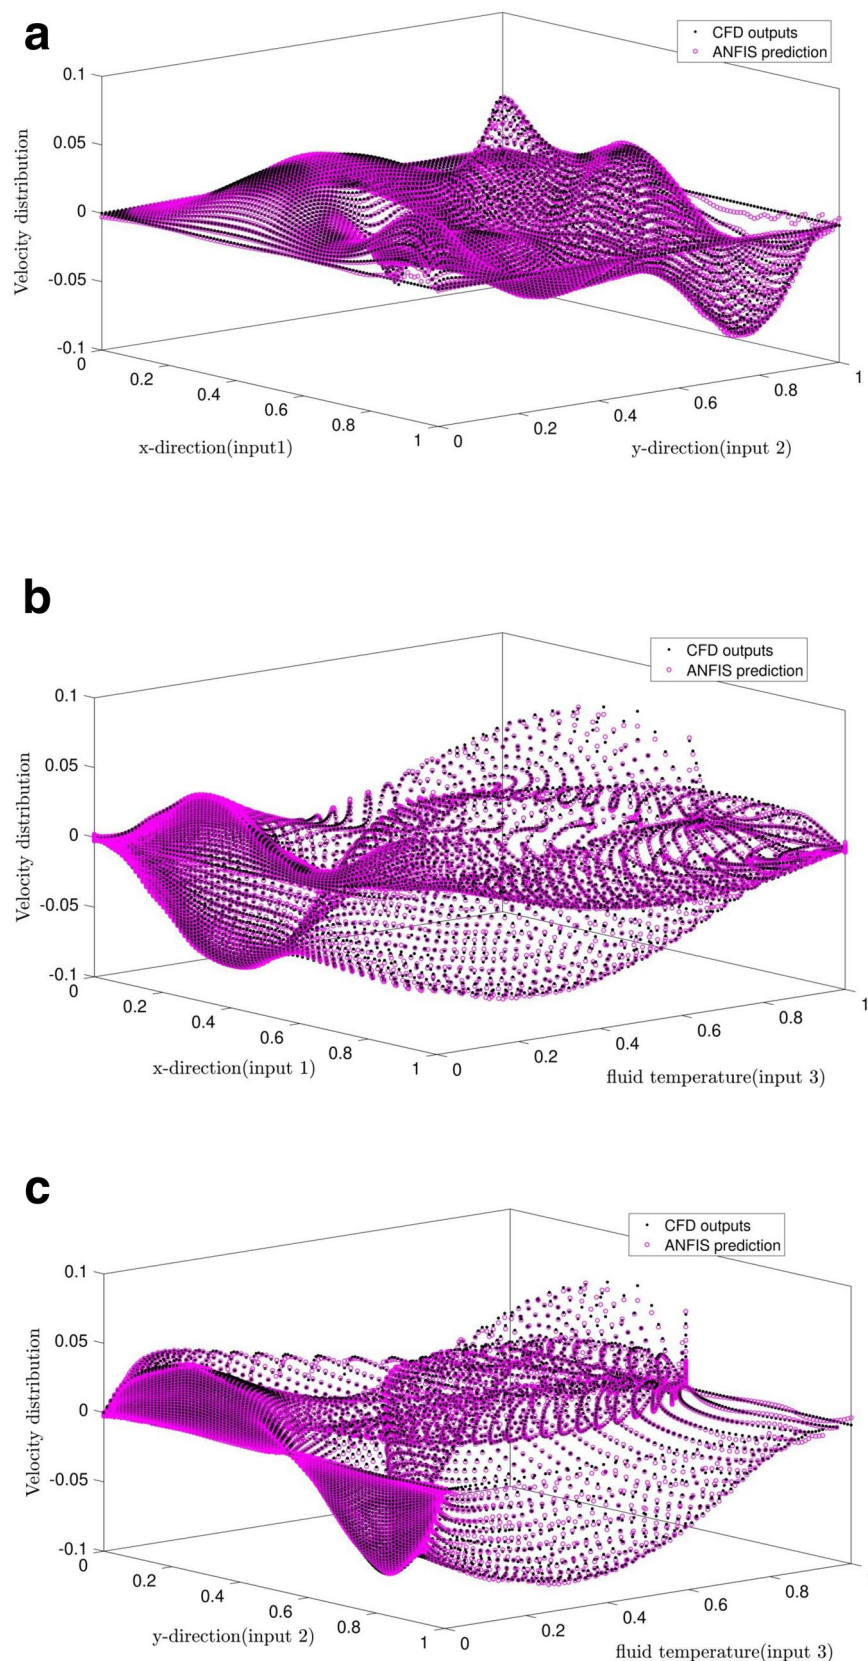 a
CFD outputs
ANFIS prediction
0.1
0.05
0
-0.05
-0.1
Velocity distribution
0
0.2
0.4
0.6
0.8
1
x-direction(input1)
0
0.2
0.4
0.6
0.8
1
y-direction(input 2)
b
CFD outputs
ANFIS prediction
0.1
0.05
0
-0.05
-0.1
Velocity distribution
0
0.2
0.4
0.6
0.8
1
x-direction(input 1)
0
0.2
0.4
0.6
0.8
1
fluid temperature(input 3)
c
CFD outputs
ANFIS prediction
0.1
0.05
0
-0.05
-0.1
Velocity distribution
0
0.2
0.4
0.6
0.8
1
y-direction(input 2)
0
0.2
0.4
0.6
0.8
1
fluid temperature(input 3)